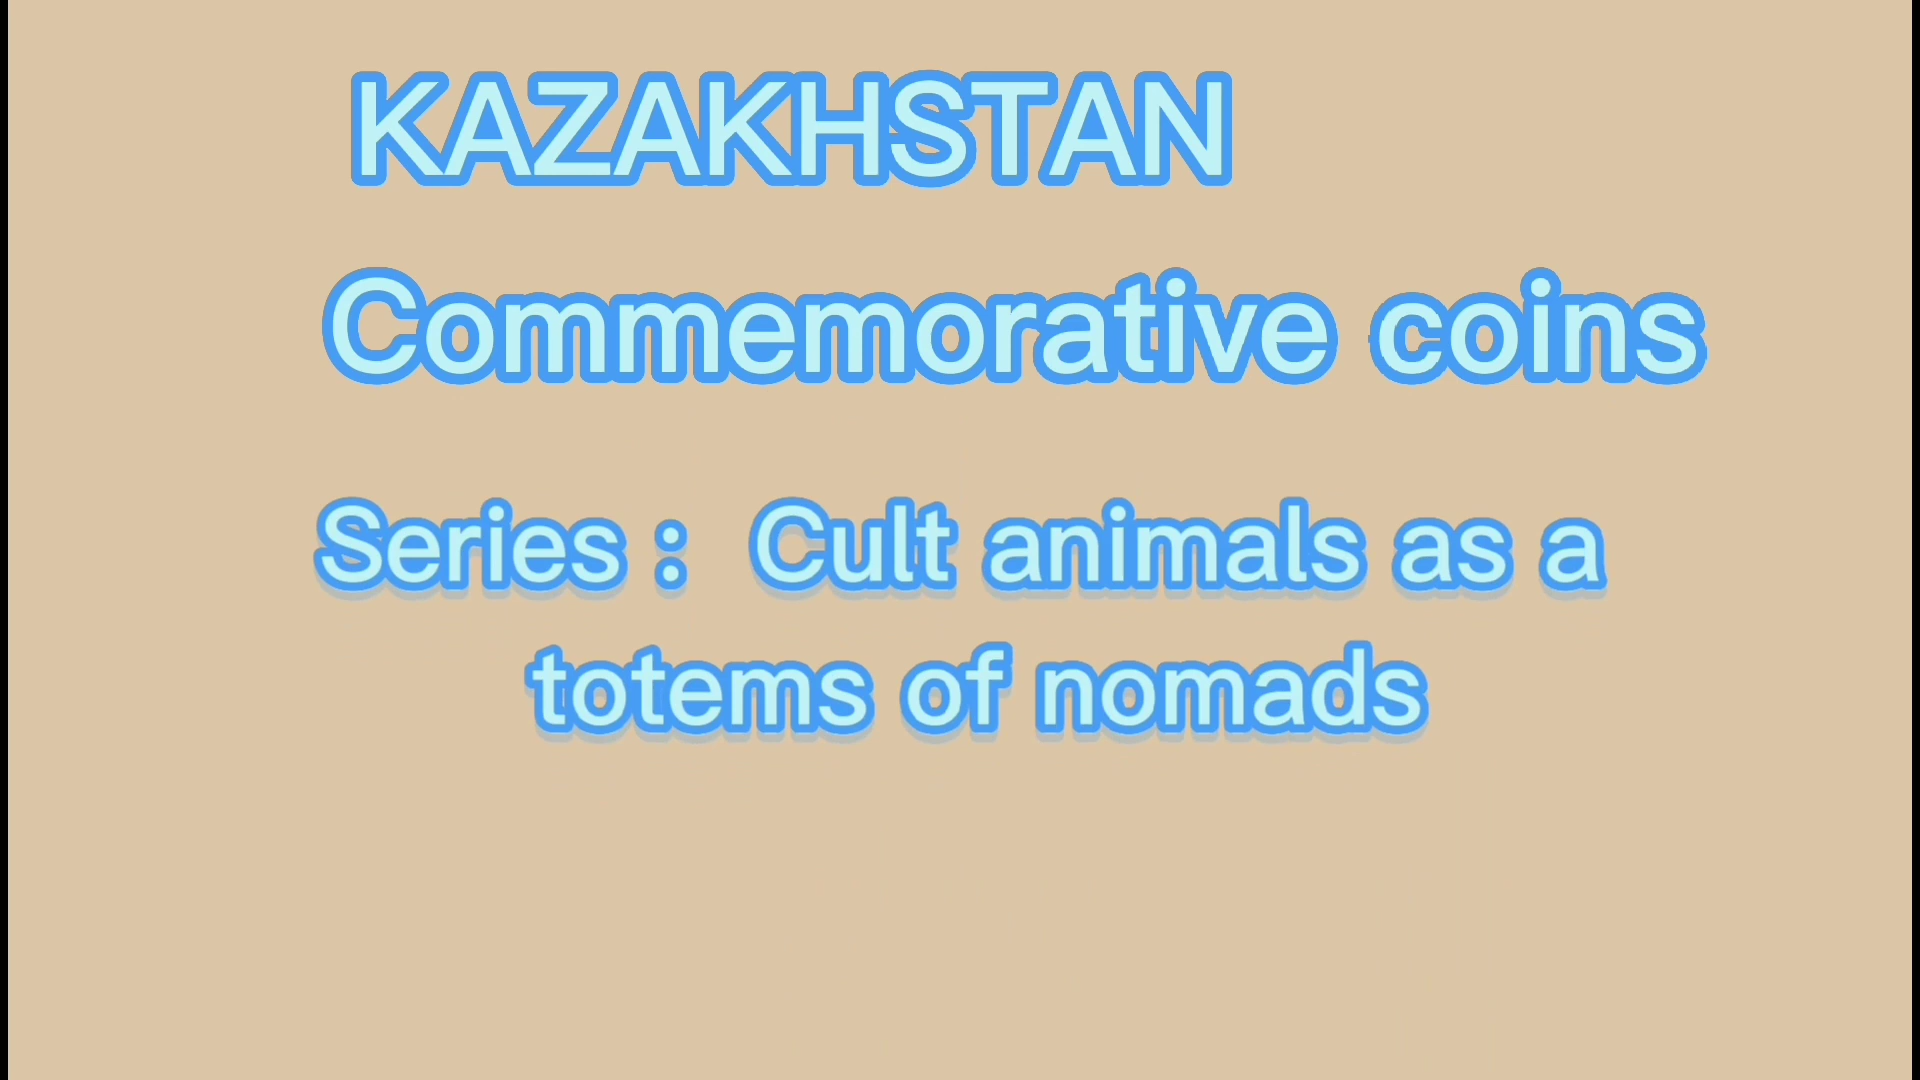 KAZAKHSTAN
Commemorative coins
Series : Cult animals as a
totems of nomads